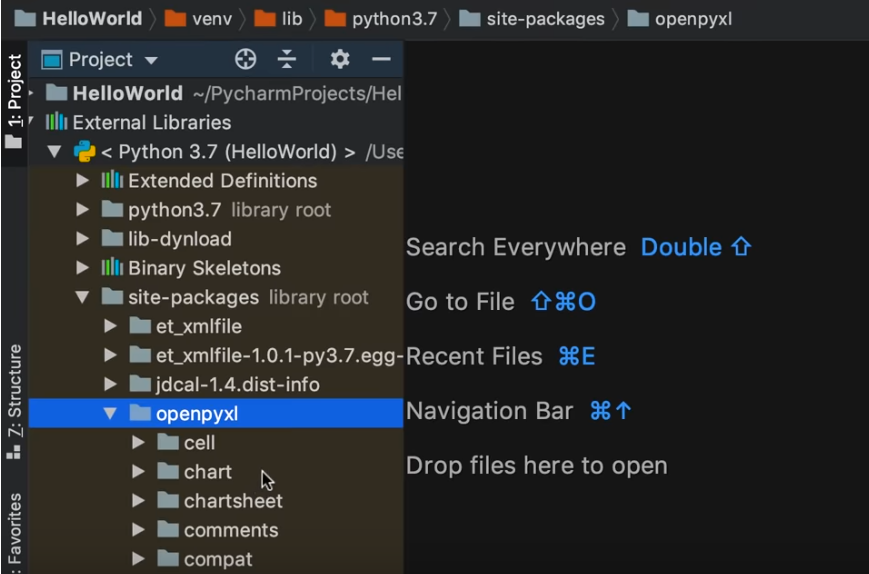 HelloWorld 〉 venv 〉 lib 〉 python3.7 〉 site-packages 〉 openpyxl
1: Project
Project
HelloWorld ~/PycharmProjects/Hel
External Libraries
< Python 3.7 (HelloWorld) > /Use
Extended Definitions
python3.7 library root
lib-dynload
Binary Skeletons
site-packages library root
et_xmlfile
et_xmlfile-1.0.1-py3.7.egg-
jdcal-1.4.dist-info
openpyxl
cell
chart
chartsheet
comments
compat
Z: Structure
: Favorites
Search Everywhere Double ⇧
Go to File ⇧⌘O
Recent Files ⌘E
Navigation Bar ⌘↑
Drop files here to open